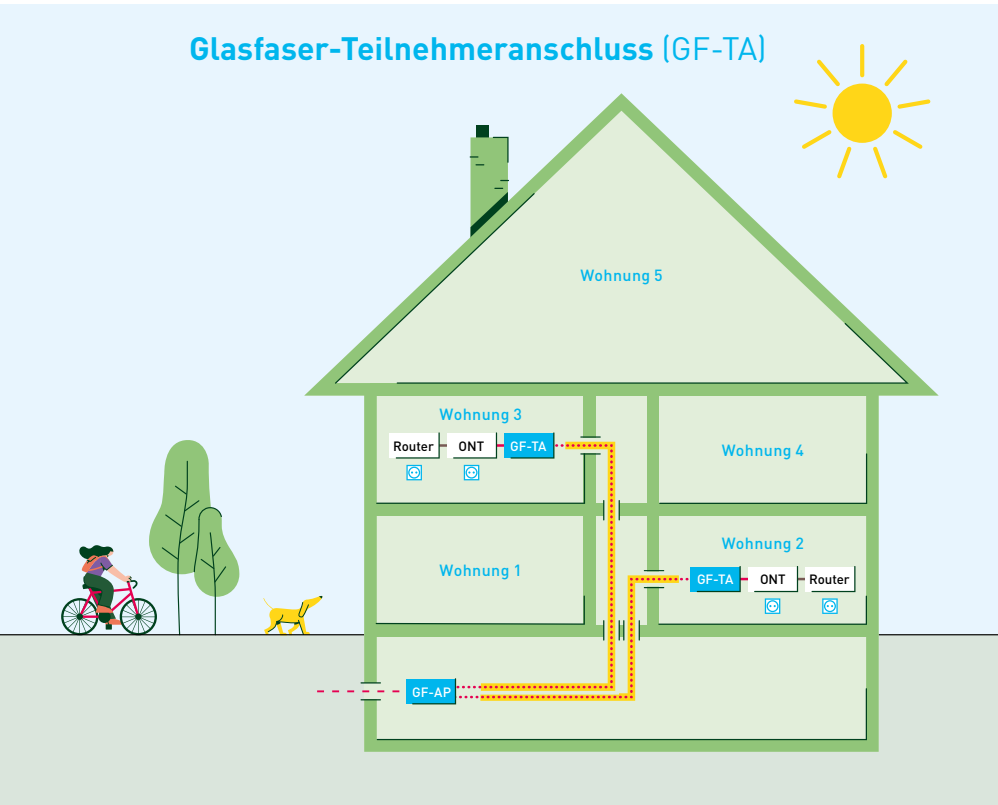 Glasfaser-Teilnehmeranschluss (GF-TA)
Wohnung 5
Wohnung 3
Router ONT GF-TA
Wohnung 4
Wohnung 1
Wohnung 2
GF-TA ONT Router
GF-AP